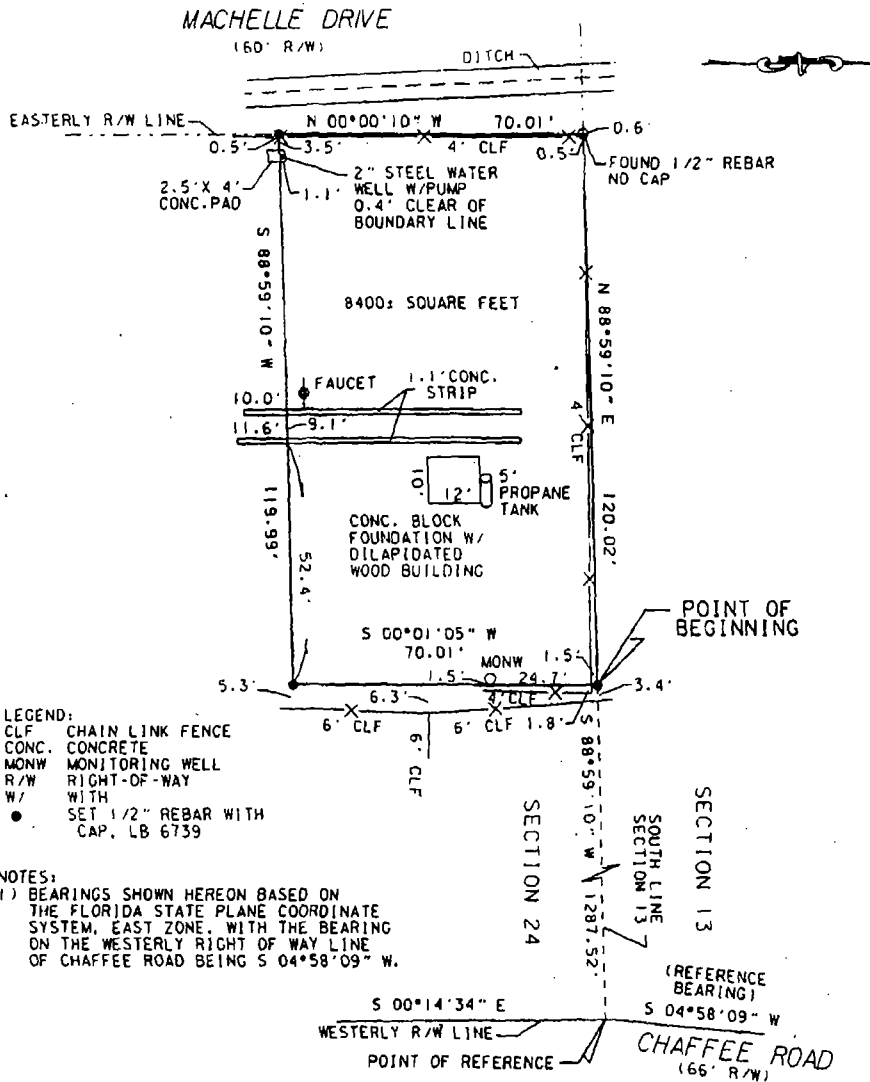 MACHELLE DRIVE
(60' R/W)
DITCH
EASTERLY R/W LINE
N 00°00'10" W 70.01'
0.6'
0.5' 3.5' 4' CLF 0.5'
FOUND 1/2" REBAR
NO CAP
2.5'X 4'
CONC.PAD
1.1'
2" STEEL WATER
WELL W/PUMP
0.4' CLEAR OF
BOUNDARY LINE
S 88°59'10" W
119.99'
8400± SQUARE FEET
N 88°59'10" E
120.02'
4' CLF
FAUCET
1.1'CONC.
STRIP
10.0'
11.6' 9.1'
10' 12' 5'
PROPANE
TANK
CONC. BLOCK
FOUNDATION W/
DILAPIDATED
WOOD BUILDING
52.4'
POINT OF
BEGINNING
S 00°01'05" W
70.01'
MONW 1.5'
1.5' 24.7'
5.3' 6.3' 4' CLF 3.4'
6' CLF 6' CLF 1.8'
6' CLF
LEGEND:
CLF CHAIN LINK FENCE
CONC. CONCRETE
MONW MONITORING WELL
R/W RIGHT-OF-WAY
W/ WITH
● SET 1/2" REBAR WITH
CAP, LB 6739
S 88°59'10" W 1287.52'
SECTION 24
SOUTH LINE
SECTION 13
SECTION 13
NOTES:
1) BEARINGS SHOWN HEREON BASED ON
THE FLORIDA STATE PLANE COORDINATE
SYSTEM, EAST ZONE, WITH THE BEARING
ON THE WESTERLY RIGHT OF WAY LINE
OF CHAFFEE ROAD BEING S 04°58'09" W.
(REFERENCE
BEARING)
S 00°14'34" E S 04°58'09" W
WESTERLY R/W LINE
POINT OF REFERENCE
CHAFFEE ROAD
(66' R/W)